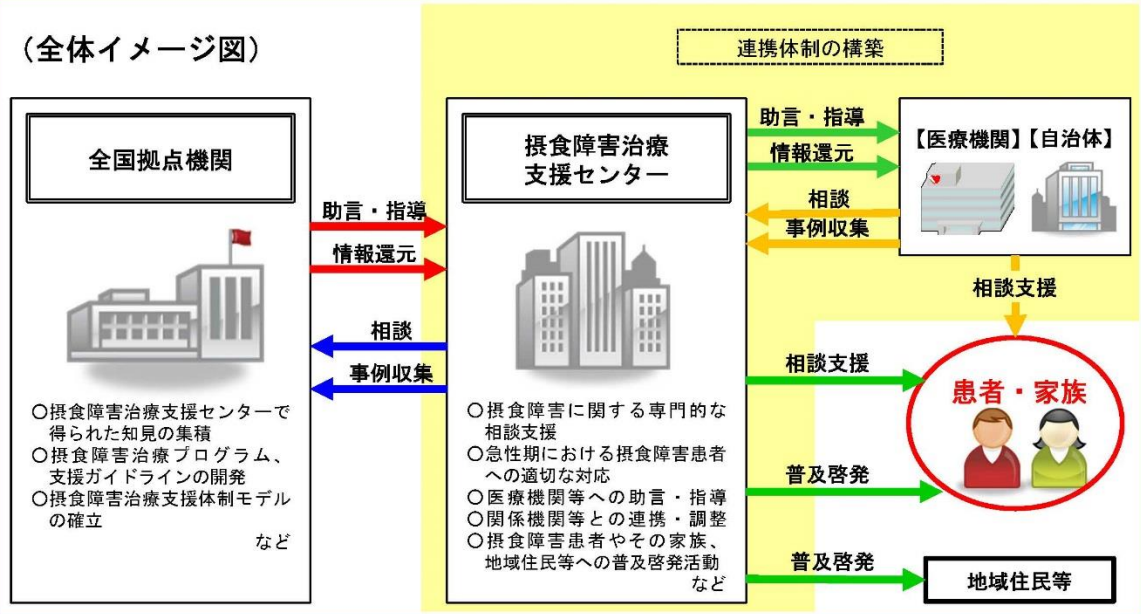 (全体イメージ図)
連携体制の構築
全国拠点機関
○摂食障害治療支援センターで
得られた知見の集積
○摂食障害治療プログラム、
支援ガイドラインの開発
○摂食障害治療支援体制モデル
の確立
など
助言・指導
情報還元
相談
事例収集
摂食障害治療
支援センター
○摂食障害に関する専門的な
相談支援
○急性期における摂食障害患者
への適切な対応
○医療機関等への助言・指導
○関係機関等との連携・調整
○摂食障害患者やその家族、
地域住民等への普及啓発活動
など
助言・指導
情報還元
相談
事例収集
【医療機関】【自治体】
相談支援
相談支援
患者・家族
普及啓発
普及啓発
地域住民等